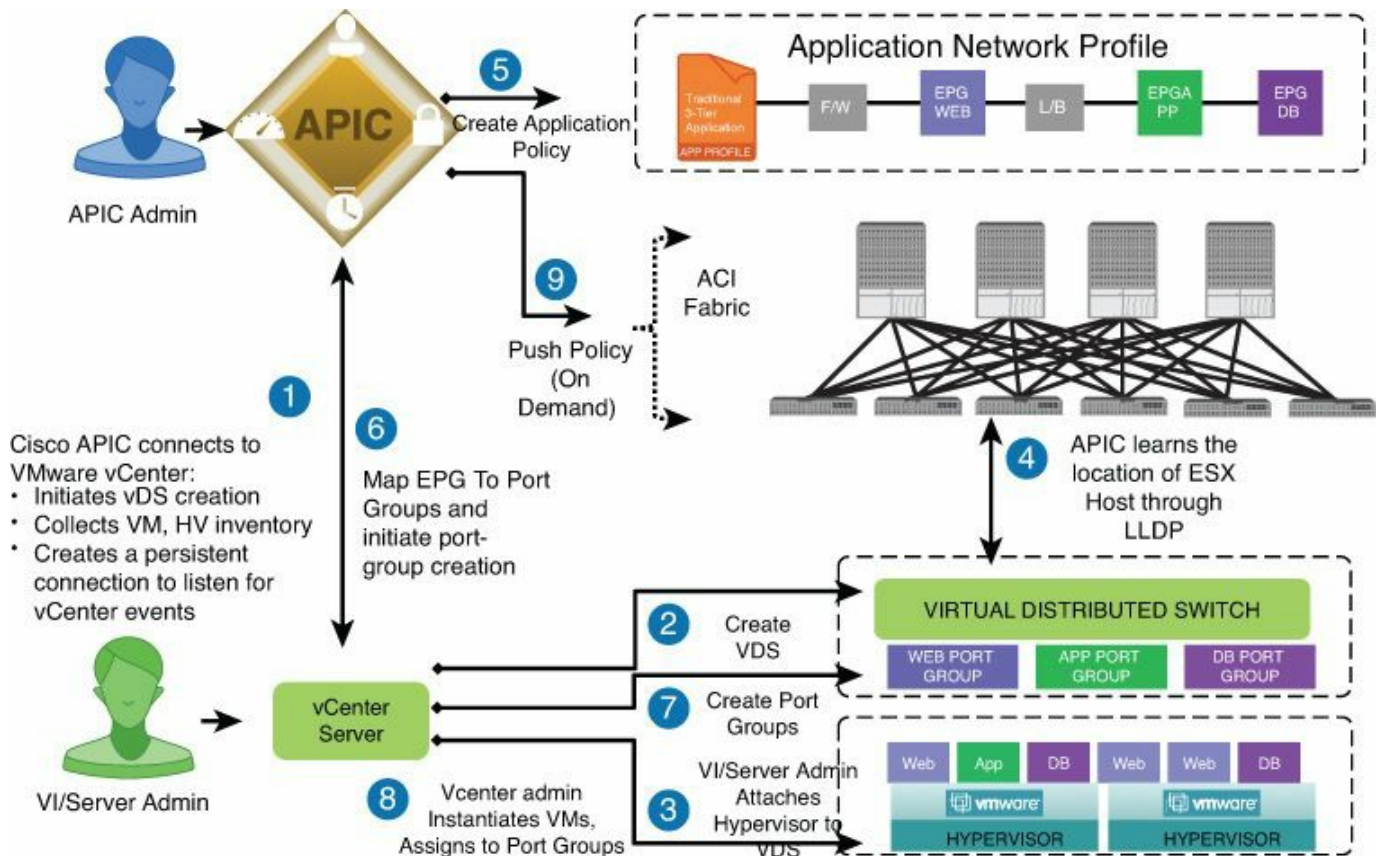 Application Network Profile
APIC
5
Create Application
Policy
Traditional
3-Tier
Application
APP PROFILE
F/W
EPG
WEB
L/B
EPGA
PP
EPG
DB
APIC Admin
9
Push Policy
(On
Demand)
ACI
Fabric
1
Cisco APIC connects to
VMware vCenter:
• Initiates vDS creation
• Collects VM, HV inventory
• Creates a persistent
connection to listen for
vCenter events
6
Map EPG To Port
Groups and
initiate port-
group creation
4
APIC learns the
location of ESX
Host through
LLDP
2
Create
VDS
VIRTUAL DISTRIBUTED SWITCH
WEB PORT
GROUP
APP PORT
GROUP
DB PORT
GROUP
vCenter
Server
7
Create Port
Groups
VI/Server Admin
8
Vcenter admin
Instantiates VMs,
Assigns to Port Groups
3
VI/Server Admin
Attaches
Hypervisor to
VDS
Web
App
DB
Web
Web
DB
vmware
vmware
HYPERVISOR
HYPERVISOR